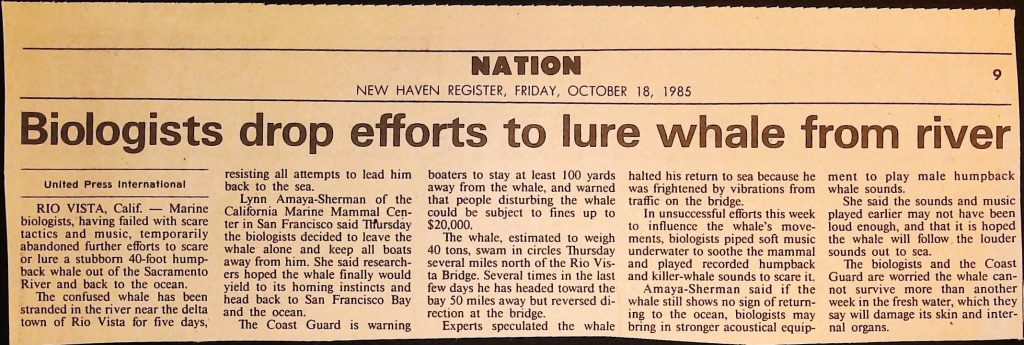 NATION
9
NEW HAVEN REGISTER, FRIDAY, OCTOBER 18, 1985
Biologists drop efforts to lure whale from river
United Press International
RIO VISTA, Calif. — Marine
biologists, having failed with scare
tactics and music, temporarily
abandoned further efforts to scare
or lure a stubborn 40-foot hump-
back whale out of the Sacramento
River and back to the ocean.
The confused whale has been
stranded in the river near the delta
town of Rio Vista for five days,
resisting all attempts to lead him
back to the sea.
Lynn Amaya-Sherman of the
California Marine Mammal Cen-
ter in San Francisco said Thursday
the biologists decided to leave the
whale alone and keep all boats
away from him. She said research-
ers hoped the whale finally would
yield to its homing instincts and
head back to San Francisco Bay
and the ocean.
The Coast Guard is warning
boaters to stay at least 100 yards
away from the whale, and warned
that people disturbing the whale
could be subject to fines up to
$20,000.
The whale, estimated to weigh
40 tons, swam in circles Thursday
several miles north of the Rio Vis-
ta Bridge. Several times in the last
few days he has headed toward the
bay 50 miles away but reversed di-
rection at the bridge.
Experts speculated the whale
halted his return to sea because he
was frightened by vibrations from
traffic on the bridge.
In unsuccessful efforts this week
to influence the whale's move-
ments, biologists piped soft music
underwater to soothe the mammal
and played recorded humpback
and killer-whale sounds to scare it.
Amaya-Sherman said if the
whale still shows no sign of return-
ing to the ocean, biologists may
bring in stronger acoustical equip-
ment to play male humpback
whale sounds.
She said the sounds and music
played earlier may not have been
loud enough, and that it is hoped
the whale will follow the louder
sounds out to sea.
The biologists and the Coast
Guard are worried the whale can-
not survive more than another
week in the fresh water, which they
say will damage its skin and inter-
nal organs.